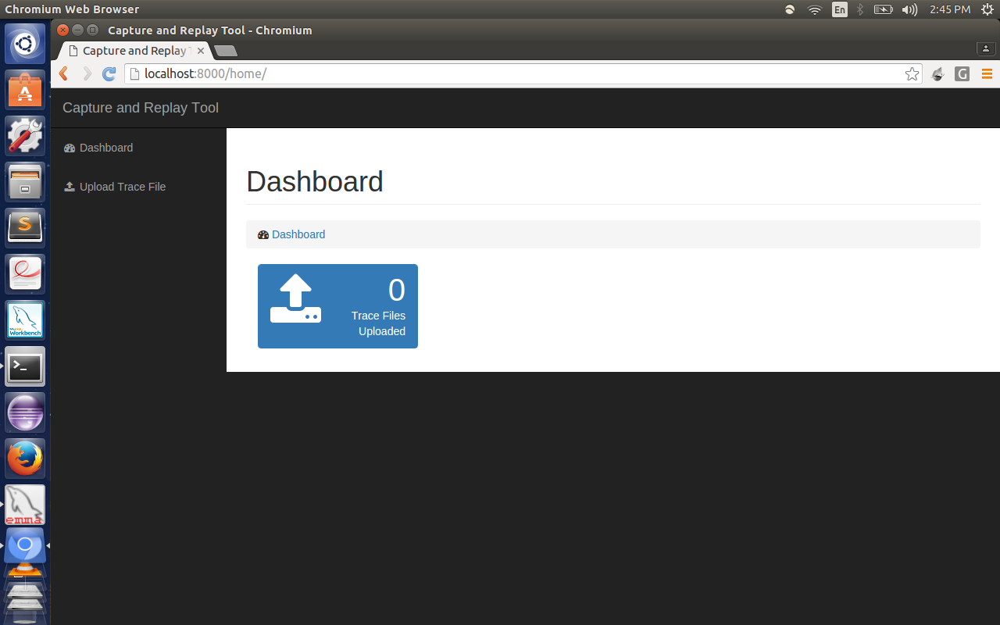 Chromium Web Browser
En
2:45 PM
Capture and Replay Tool - Chromium
Capture and Replay T
localhost:8000/home/
G
Capture and Replay Tool
Dashboard
Upload Trace File
Dashboard
Dashboard
0
Trace Files
Uploaded
A
S
Workbench
>_
emma